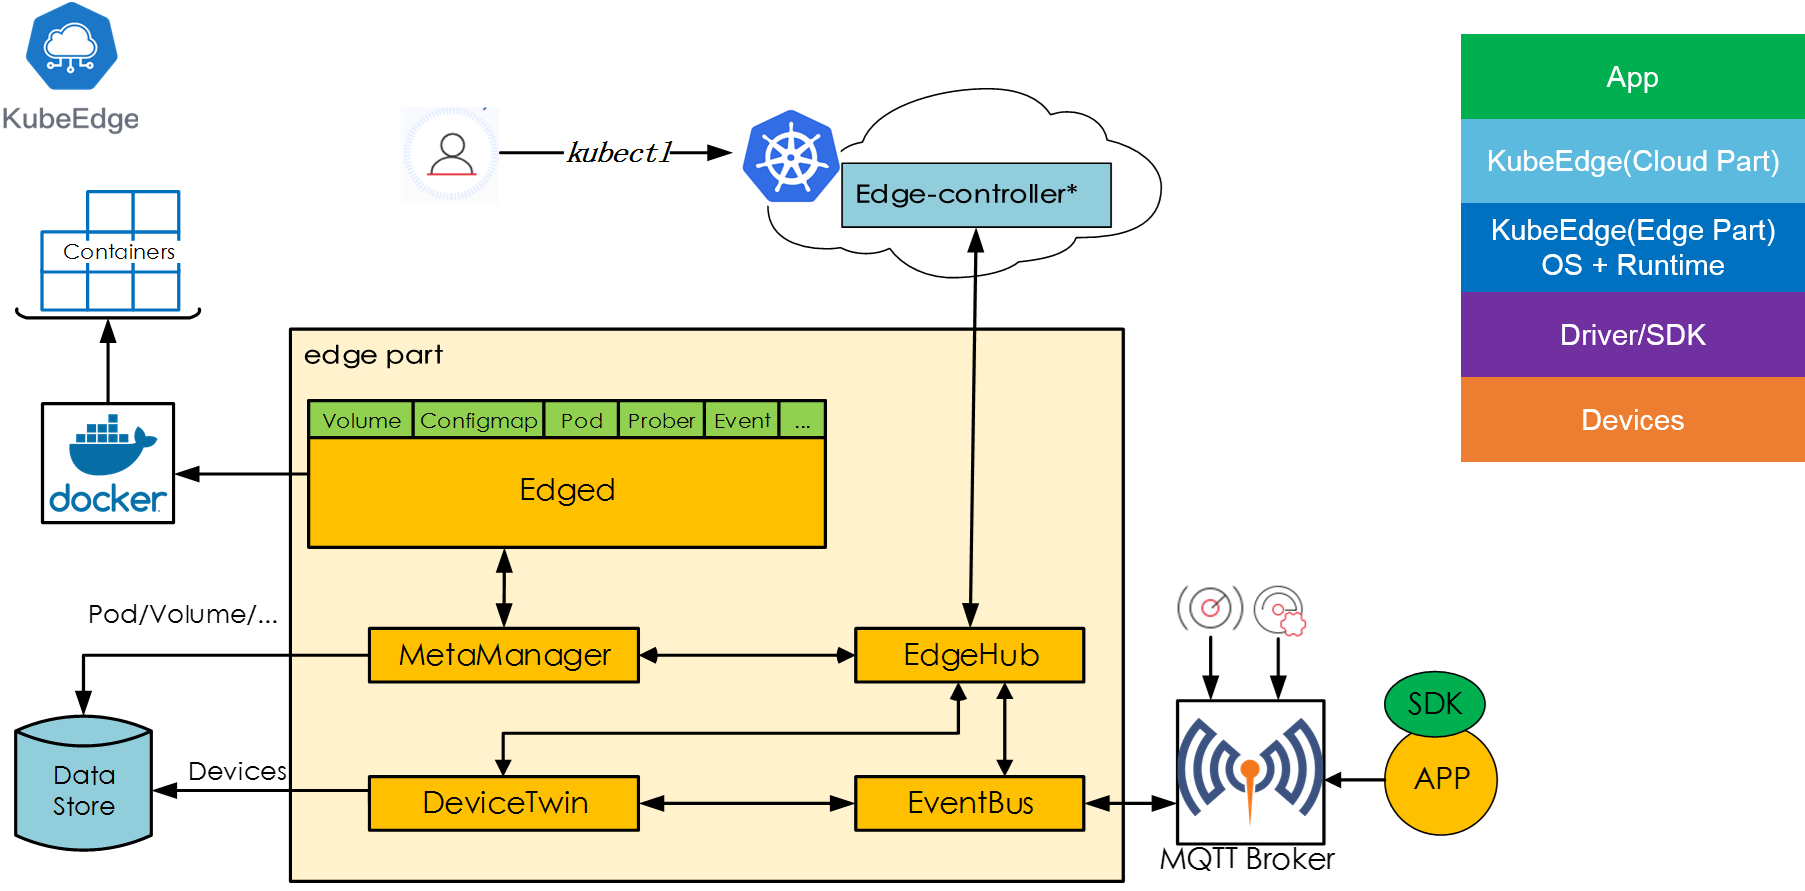 KubeEdge
kubectl
Edge-controller*
App
KubeEdge(Cloud Part)
KubeEdge(Edge Part)
OS + Runtime
Driver/SDK
Devices
Containers
docker
edge part
Volume
Configmap
Pod
Prober
Event
...
Edged
Pod/Volume/...
MetaManager
EdgeHub
Data
Store
Devices
DeviceTwin
EventBus
MQTT Broker
SDK
APP